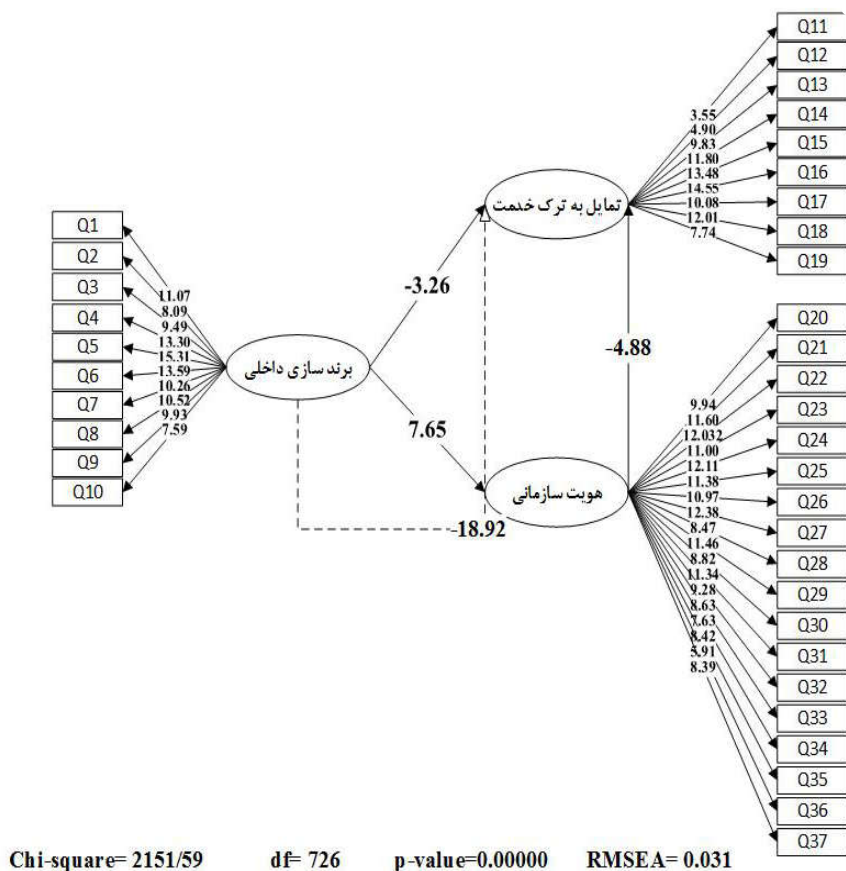 Q1
Q2
Q3
Q4
Q5
Q6
Q7
Q8
Q9
Q10
11.07
8.09
9.49
13.30
15.31
13.59
10.26
10.52
9.93
7.59
برند سازی داخلی
-3.26
7.65
-18.92
تمایل به ترک خدمت
-4.88
هویت سازمانی
3.55
4.90
9.83
11.80
13.48
14.55
10.08
12.01
7.74
Q11
Q12
Q13
Q14
Q15
Q16
Q17
Q18
Q19
9.94
11.60
12.032
11.00
12.11
11.38
10.97
12.38
8.47
11.46
8.82
11.34
9.28
8.63
7.63
8.42
5.91
8.39
Q20
Q21
Q22
Q23
Q24
Q25
Q26
Q27
Q28
Q29
Q30
Q31
Q32
Q33
Q34
Q35
Q36
Q37
Chi-square= 2151/59 df= 726 p-value=0.00000 RMSEA= 0.031